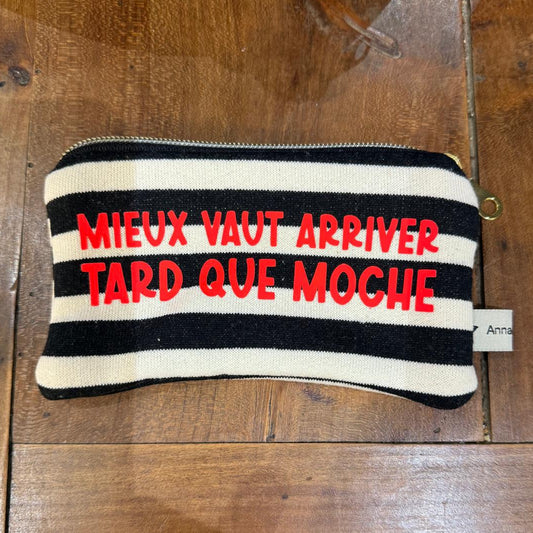 MIEUX VAUT ARRIVER
TARD QUE MOCHE
Anna